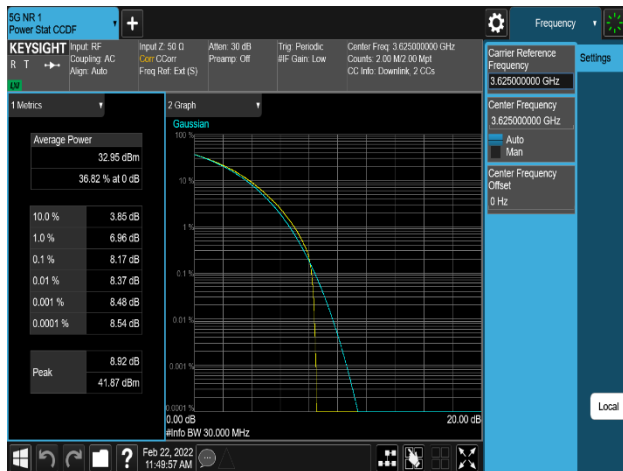 5G NR 1
Power Stat CCDF
Frequency
KEYSIGHT
R T
Input: RF
Coupling: AC
Align: Auto
Input Z: 50 Ω
Corr CCorr
Freq Ref: Ext (S)
Atten: 30 dB
Preamp: Off
Trig: Periodic
#IF Gain: Low
Center Freq: 3.625000000 GHz
Counts: 2.00 M/2.00 Mpt
CC Info: Downlink, 2 CCs
1 Metrics
Average Power
32.95 dBm
36.82 % at 0 dB
10.0 % 3.85 dB
1.0 % 6.96 dB
0.1 % 8.17 dB
0.01 % 8.37 dB
0.001 % 8.48 dB
0.0001 % 8.54 dB
Peak
8.92 dB
41.87 dBm
2 Graph
Gaussian
100 %
10 %
1 %
0.1 %
0.01 %
0.001 %
0.0001 %
0.00 dB 20.00 dB
#Info BW 30.000 MHz
Carrier Reference
Frequency
3.625000000 GHz
Center Frequency
3.625000000 GHz
Auto
Man
Center Frequency
Offset
0 Hz
Settings
Local
?
Feb 22, 2022
11:49:57 AM